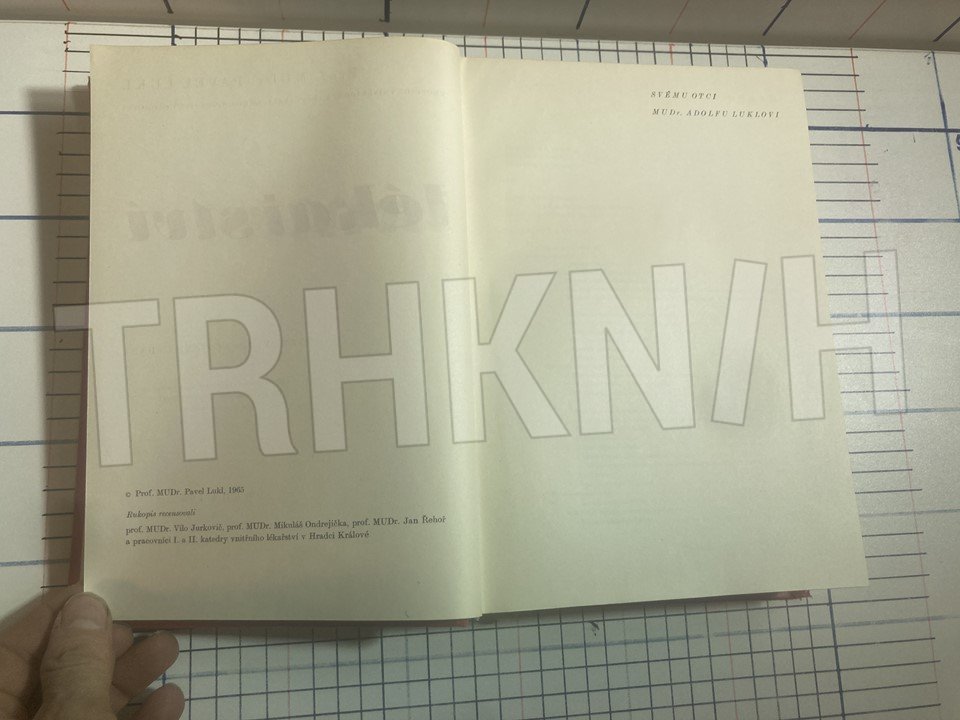 © Prof. MUDr. Pavel Lukl, 1965
Rukopis recensovali
prof. MUDr. Vilo Jurkovič, prof. MUDr. Mikuláš Ondrejička, prof. MUDr. Jan Řehoř
a pracovníci I. a II. katedry vnitřního lékařství v Hradci Králové
SVÉMU OTCI
MUDr. ADOLFU LUKLOVI
TRHKNIH